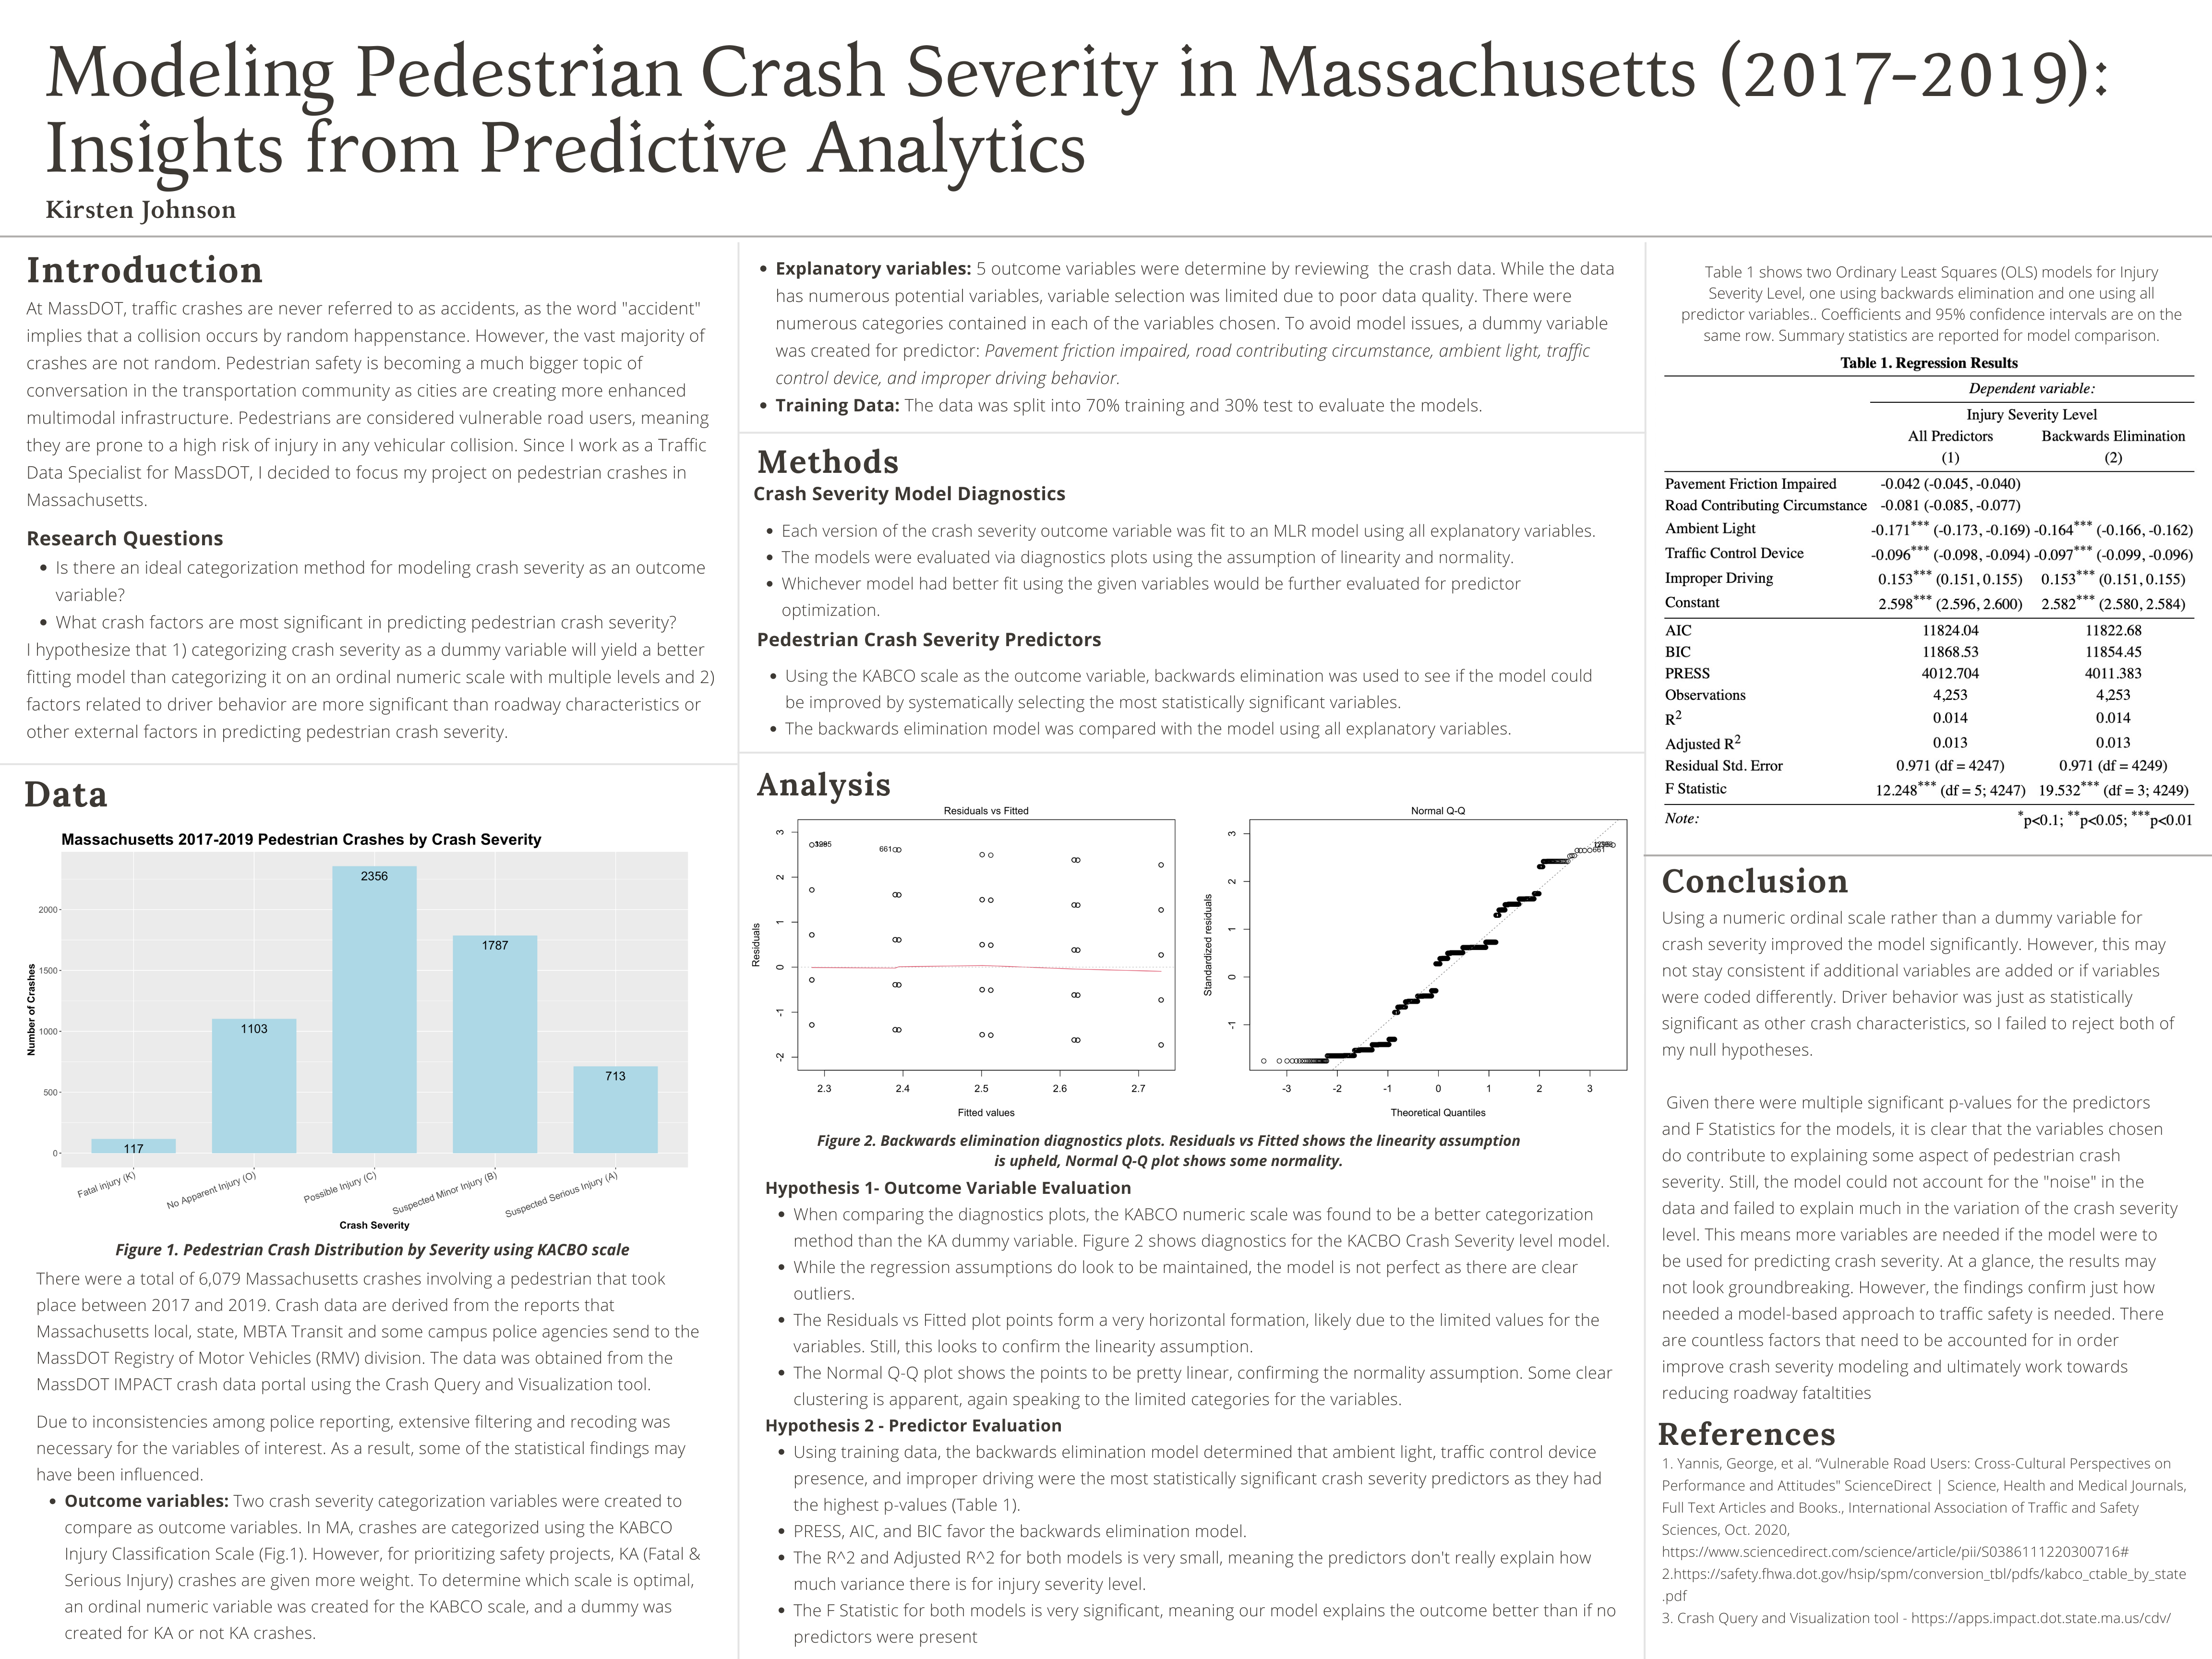 Modeling Pedestrian Crash Severity in Massachusetts (2017-2019):
Insights from Predictive Analytics
Kirsten Johnson
Introduction
At MassDOT, traffic crashes are never referred to as accidents, as the word "accident"
implies that a collision occurs by random happenstance. However, the vast majority of
crashes are not random. Pedestrian safety is becoming a much bigger topic of
conversation in the transportation community as cities are creating more enhanced
multimodal infrastructure. Pedestrians are considered vulnerable road users, meaning
they are prone to a high risk of injury in any vehicular collision. Since I work as a Traffic
Data Specialist for MassDOT, I decided to focus my project on pedestrian crashes in
Massachusetts.
Research Questions
• Is there an ideal categorization method for modeling crash severity as an outcome
variable?
• What crash factors are most significant in predicting pedestrian crash severity?
I hypothesize that 1) categorizing crash severity as a dummy variable will yield a better
fitting model than categorizing it on an ordinal numeric scale with multiple levels and 2)
factors related to driver behavior are more significant than roadway characteristics or
other external factors in predicting pedestrian crash severity.
Data
Massachusetts 2017-2019 Pedestrian Crashes by Crash Severity
Number of Crashes
2000
1500
1000
500
0
117
1103
2356
1787
713
Fatal injury (K)
No Apparent Injury (O)
Possible Injury (C)
Suspected Minor Injury (B)
Suspected Serious Injury (A)
Crash Severity
Figure 1. Pedestrian Crash Distribution by Severity using KACBO scale
There were a total of 6,079 Massachusetts crashes involving a pedestrian that took
place between 2017 and 2019. Crash data are derived from the reports that
Massachusetts local, state, MBTA Transit and some campus police agencies send to the
MassDOT Registry of Motor Vehicles (RMV) division. The data was obtained from the
MassDOT IMPACT crash data portal using the Crash Query and Visualization tool.
Due to inconsistencies among police reporting, extensive filtering and recoding was
necessary for the variables of interest. As a result, some of the statistical findings may
have been influenced.
• Outcome variables: Two crash severity categorization variables were created to
compare as outcome variables. In MA, crashes are categorized using the KABCO
Injury Classification Scale (Fig.1). However, for prioritizing safety projects, KA (Fatal &
Serious Injury) crashes are given more weight. To determine which scale is optimal,
an ordinal numeric variable was created for the KABCO scale, and a dummy was
created for KA or not KA crashes.
• Explanatory variables: 5 outcome variables were determine by reviewing the crash data. While the data
has numerous potential variables, variable selection was limited due to poor data quality. There were
numerous categories contained in each of the variables chosen. To avoid model issues, a dummy variable
was created for predictor: Pavement friction impaired, road contributing circumstance, ambient light, traffic
control device, and improper driving behavior.
• Training Data: The data was split into 70% training and 30% test to evaluate the models.
Methods
Crash Severity Model Diagnostics
• Each version of the crash severity outcome variable was fit to an MLR model using all explanatory variables.
• The models were evaluated via diagnostics plots using the assumption of linearity and normality.
• Whichever model had better fit using the given variables would be further evaluated for predictor
optimization.
Pedestrian Crash Severity Predictors
• Using the KABCO scale as the outcome variable, backwards elimination was used to see if the model could
be improved by systematically selecting the most statistically significant variables.
• The backwards elimination model was compared with the model using all explanatory variables.
Analysis
Residuals vs Fitted
Residuals
3
2
1
0
-1
-2
661
2.3 2.4 2.5 2.6 2.7
Fitted values
Normal Q-Q
Standardized residuals
3
2
1
0
-1
661
-3 -2 -1 0 1 2 3
Theoretical Quantiles
Figure 2. Backwards elimination diagnostics plots. Residuals vs Fitted shows the linearity assumption
is upheld, Normal Q-Q plot shows some normality.
Hypothesis 1- Outcome Variable Evaluation
• When comparing the diagnostics plots, the KABCO numeric scale was found to be a better categorization
method than the KA dummy variable. Figure 2 shows diagnostics for the KACBO Crash Severity level model.
• While the regression assumptions do look to be maintained, the model is not perfect as there are clear
outliers.
• The Residuals vs Fitted plot points form a very horizontal formation, likely due to the limited values for the
variables. Still, this looks to confirm the linearity assumption.
• The Normal Q-Q plot shows the points to be pretty linear, confirming the normality assumption. Some clear
clustering is apparent, again speaking to the limited categories for the variables.
Hypothesis 2 - Predictor Evaluation
• Using training data, the backwards elimination model determined that ambient light, traffic control device
presence, and improper driving were the most statistically significant crash severity predictors as they had
the highest p-values (Table 1).
• PRESS, AIC, and BIC favor the backwards elimination model.
• The R^2 and Adjusted R^2 for both models is very small, meaning the predictors don't really explain how
much variance there is for injury severity level.
• The F Statistic for both models is very significant, meaning our model explains the outcome better than if no
predictors were present
Table 1 shows two Ordinary Least Squares (OLS) models for Injury
Severity Level, one using backwards elimination and one using all
predictor variables.. Coefficients and 95% confidence intervals are on the
same row. Summary statistics are reported for model comparison.
Table 1. Regression Results
Dependent variable:
Injury Severity Level
All Predictors Backwards Elimination
(1) (2)
Pavement Friction Impaired -0.042 (-0.045, -0.040)
Road Contributing Circumstance -0.081 (-0.085, -0.077)
Ambient Light -0.171*** (-0.173, -0.169) -0.164*** (-0.166, -0.162)
Traffic Control Device -0.096*** (-0.098, -0.094) -0.097*** (-0.099, -0.096)
Improper Driving 0.153*** (0.151, 0.155) 0.153*** (0.151, 0.155)
Constant 2.598*** (2.596, 2.600) 2.582*** (2.580, 2.584)
AIC 11824.04 11822.68
BIC 11868.53 11854.45
PRESS 4012.704 4011.383
Observations 4,253 4,253
R2 0.014 0.014
Adjusted R2 0.013 0.013
Residual Std. Error 0.971 (df = 4247) 0.971 (df = 4249)
F Statistic 12.248*** (df = 5; 4247) 19.532*** (df = 3; 4249)
Note: *p<0.1; **p<0.05; ***p<0.01
Conclusion
Using a numeric ordinal scale rather than a dummy variable for
crash severity improved the model significantly. However, this may
not stay consistent if additional variables are added or if variables
were coded differently. Driver behavior was just as statistically
significant as other crash characteristics, so I failed to reject both of
my null hypotheses.
Given there were multiple significant p-values for the predictors
and F Statistics for the models, it is clear that the variables chosen
do contribute to explaining some aspect of pedestrian crash
severity. Still, the model could not account for the "noise" in the
data and failed to explain much in the variation of the crash severity
level. This means more variables are needed if the model were to
be used for predicting crash severity. At a glance, the results may
not look groundbreaking. However, the findings confirm just how
needed a model-based approach to traffic safety is needed. There
are countless factors that need to be accounted for in order
improve crash severity modeling and ultimately work towards
reducing roadway fataltities
References
1. Yannis, George, et al. “Vulnerable Road Users: Cross-Cultural Perspectives on
Performance and Attitudes" ScienceDirect | Science, Health and Medical Journals,
Full Text Articles and Books., International Association of Traffic and Safety
Sciences, Oct. 2020,
https://www.sciencedirect.com/science/article/pii/S0386111220300716#
2.https://safety.fhwa.dot.gov/hsip/spm/conversion_tbl/pdfs/kabco_ctable_by_state
.pdf
3. Crash Query and Visualization tool - https://apps.impact.dot.state.ma.us/cdv/